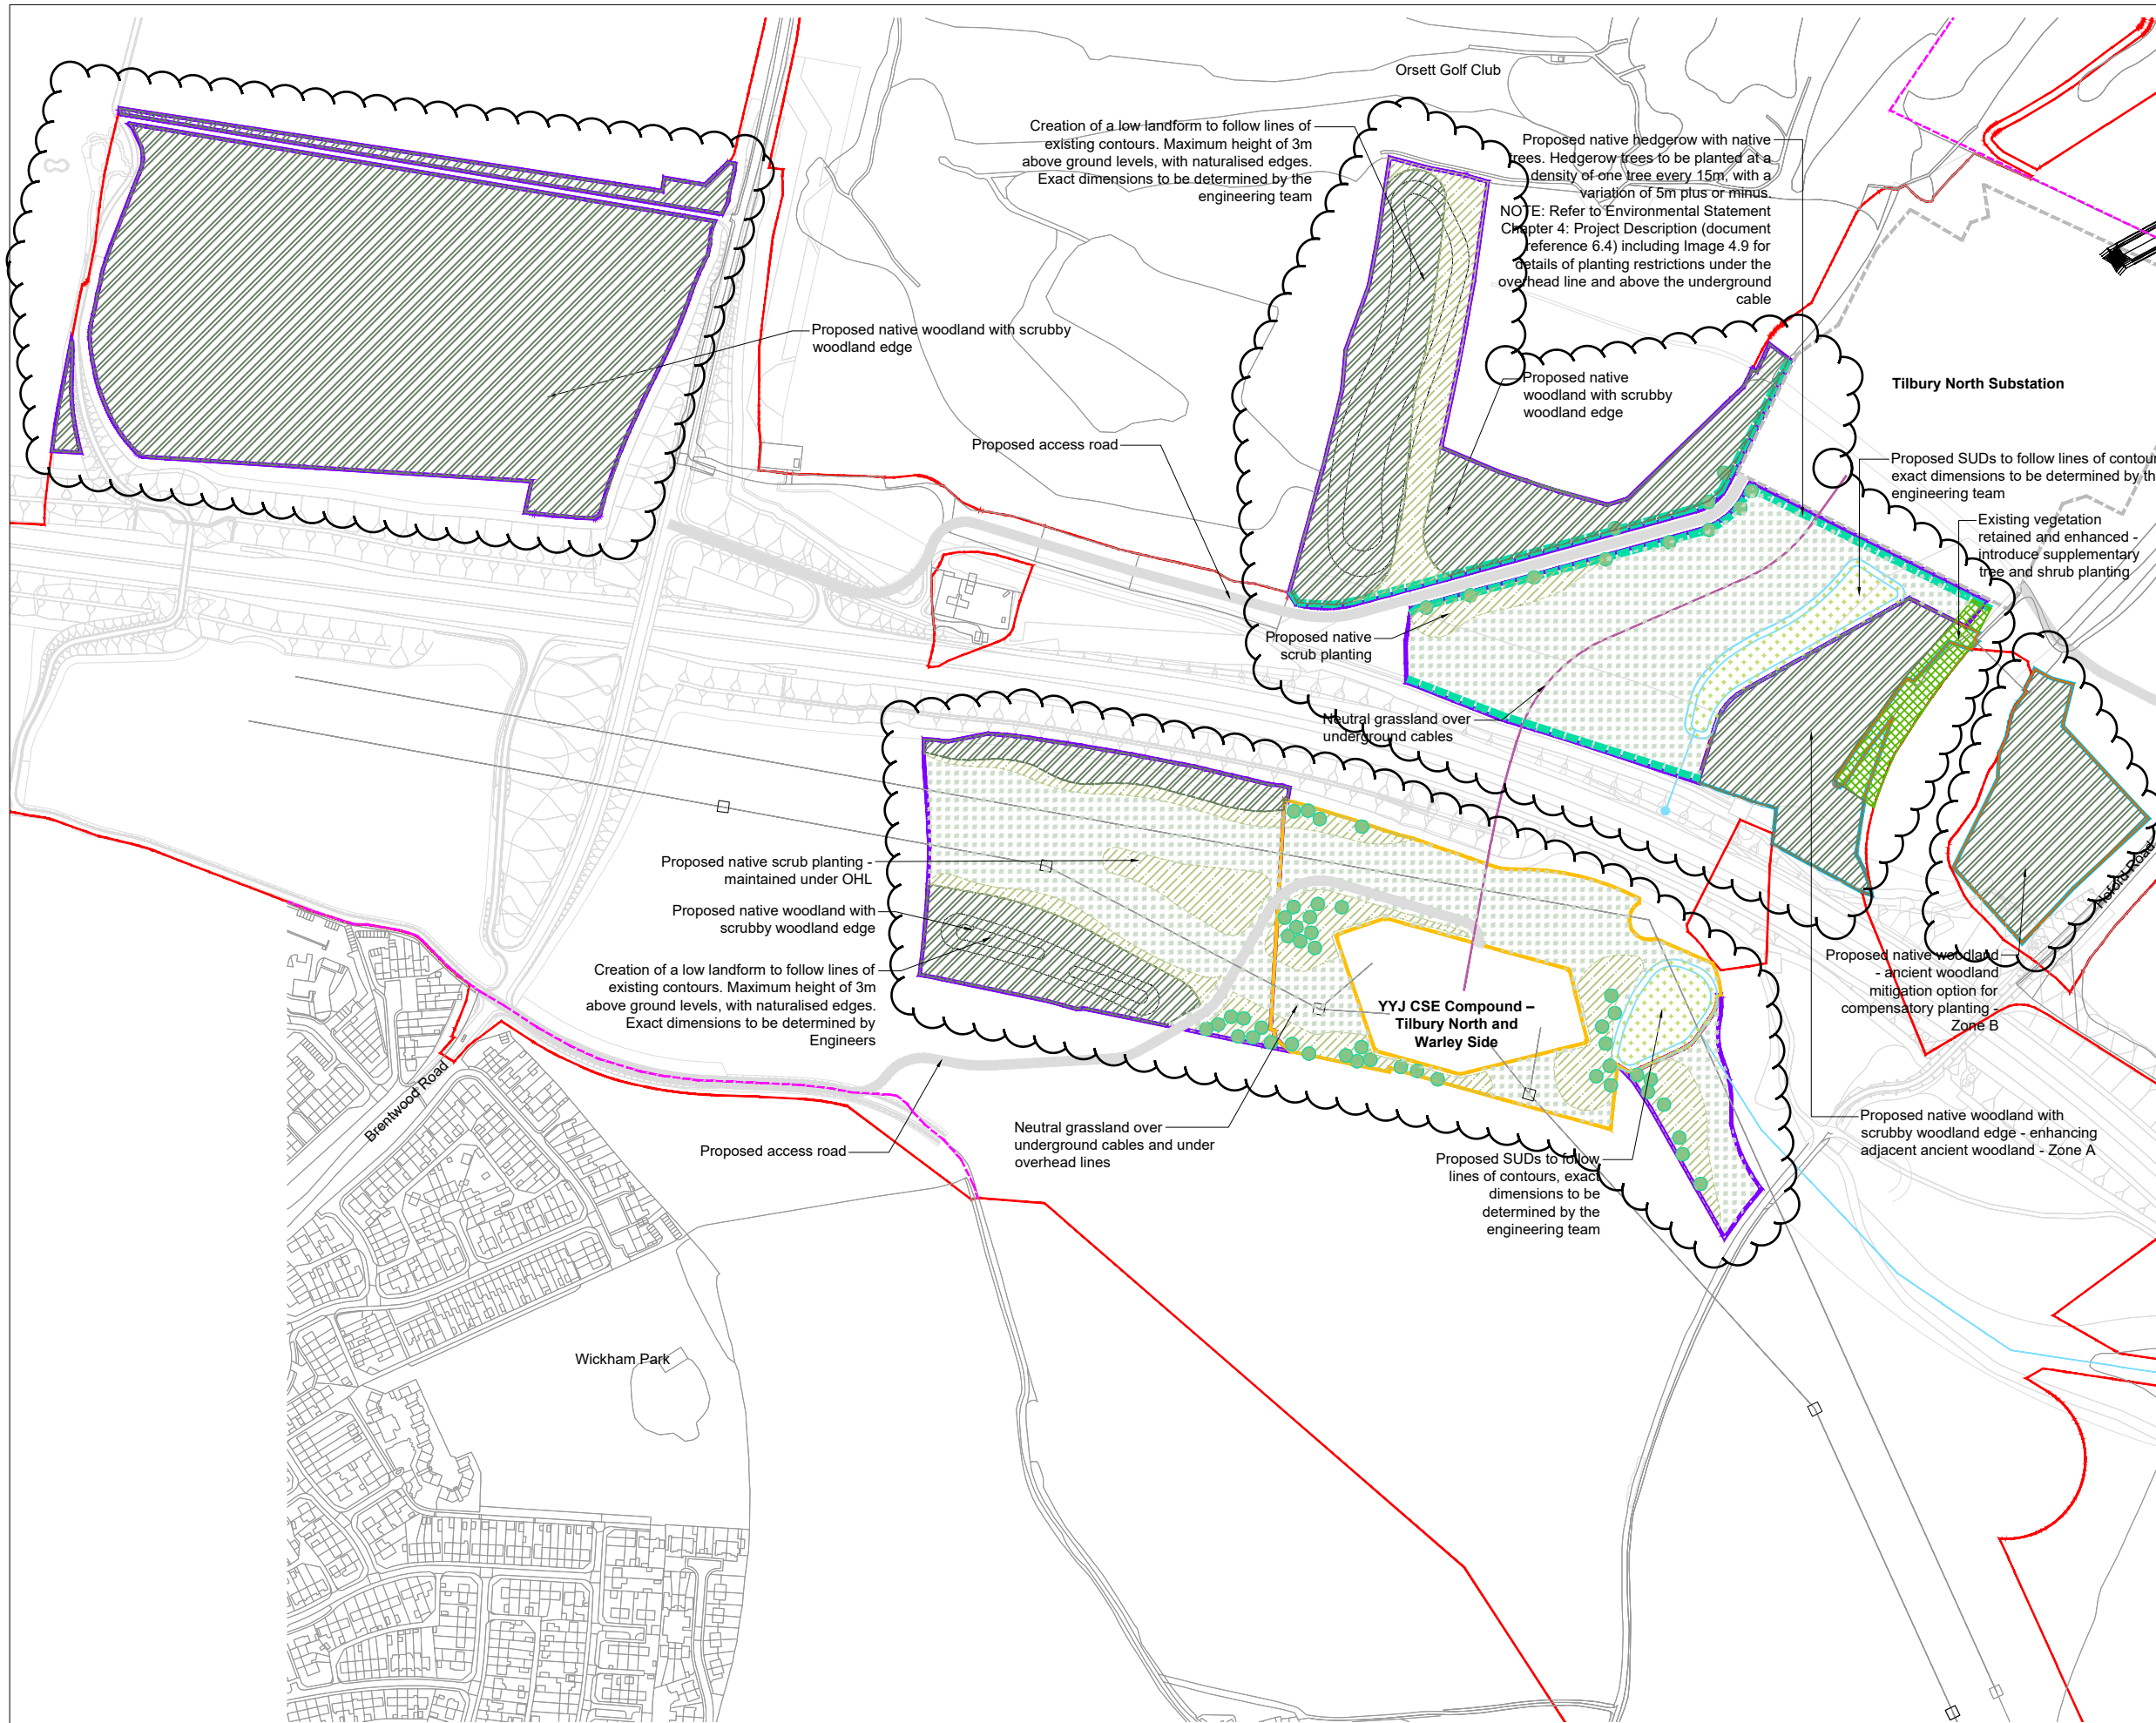 Orsett Golf Club
Creation of a low landform to follow lines of
existing contours. Maximum height of 3m
above ground levels, with naturalised edges.
Exact dimensions to be determined by the
engineering team
Proposed native hedgerow with native
trees. Hedgerow trees to be planted at a
density of one tree every 15m, with a
variation of 5m plus or minus.
NOTE: Refer to Environmental Statement
Chapter 4: Project Description (document
reference 6.4) including Image 4.9 for
details of planting restrictions under the
overhead line and above the underground
cable
Proposed native woodland with scrubby
woodland edge
Proposed native
woodland with scrubby
woodland edge
Tilbury North Substation
Proposed access road
Proposed SUDs to follow lines of contour
exact dimensions to be determined by th
engineering team
Existing vegetation
retained and enhanced -
introduce supplementary
tree and shrub planting
Proposed native
scrub planting
Neutral grassland over
underground cables
Proposed native scrub planting -
maintained under OHL
Proposed native woodland with
scrubby woodland edge
Creation of a low landform to follow lines of
existing contours. Maximum height of 3m
above ground levels, with naturalised edges.
Exact dimensions to be determined by
Engineers
YYJ CSE Compound –
Tilbury North and
Warley Side
Proposed native woodland
- ancient woodland
mitigation option for
compensatory planting -
Zone B
Brentwood Road
Proposed access road
Neutral grassland over
underground cables and under
overhead lines
Proposed SUDs to follow
lines of contours, exact
dimensions to be
determined by the
engineering team
Proposed native woodland with
scrubby woodland edge - enhancing
adjacent ancient woodland - Zone A
Wickham Park